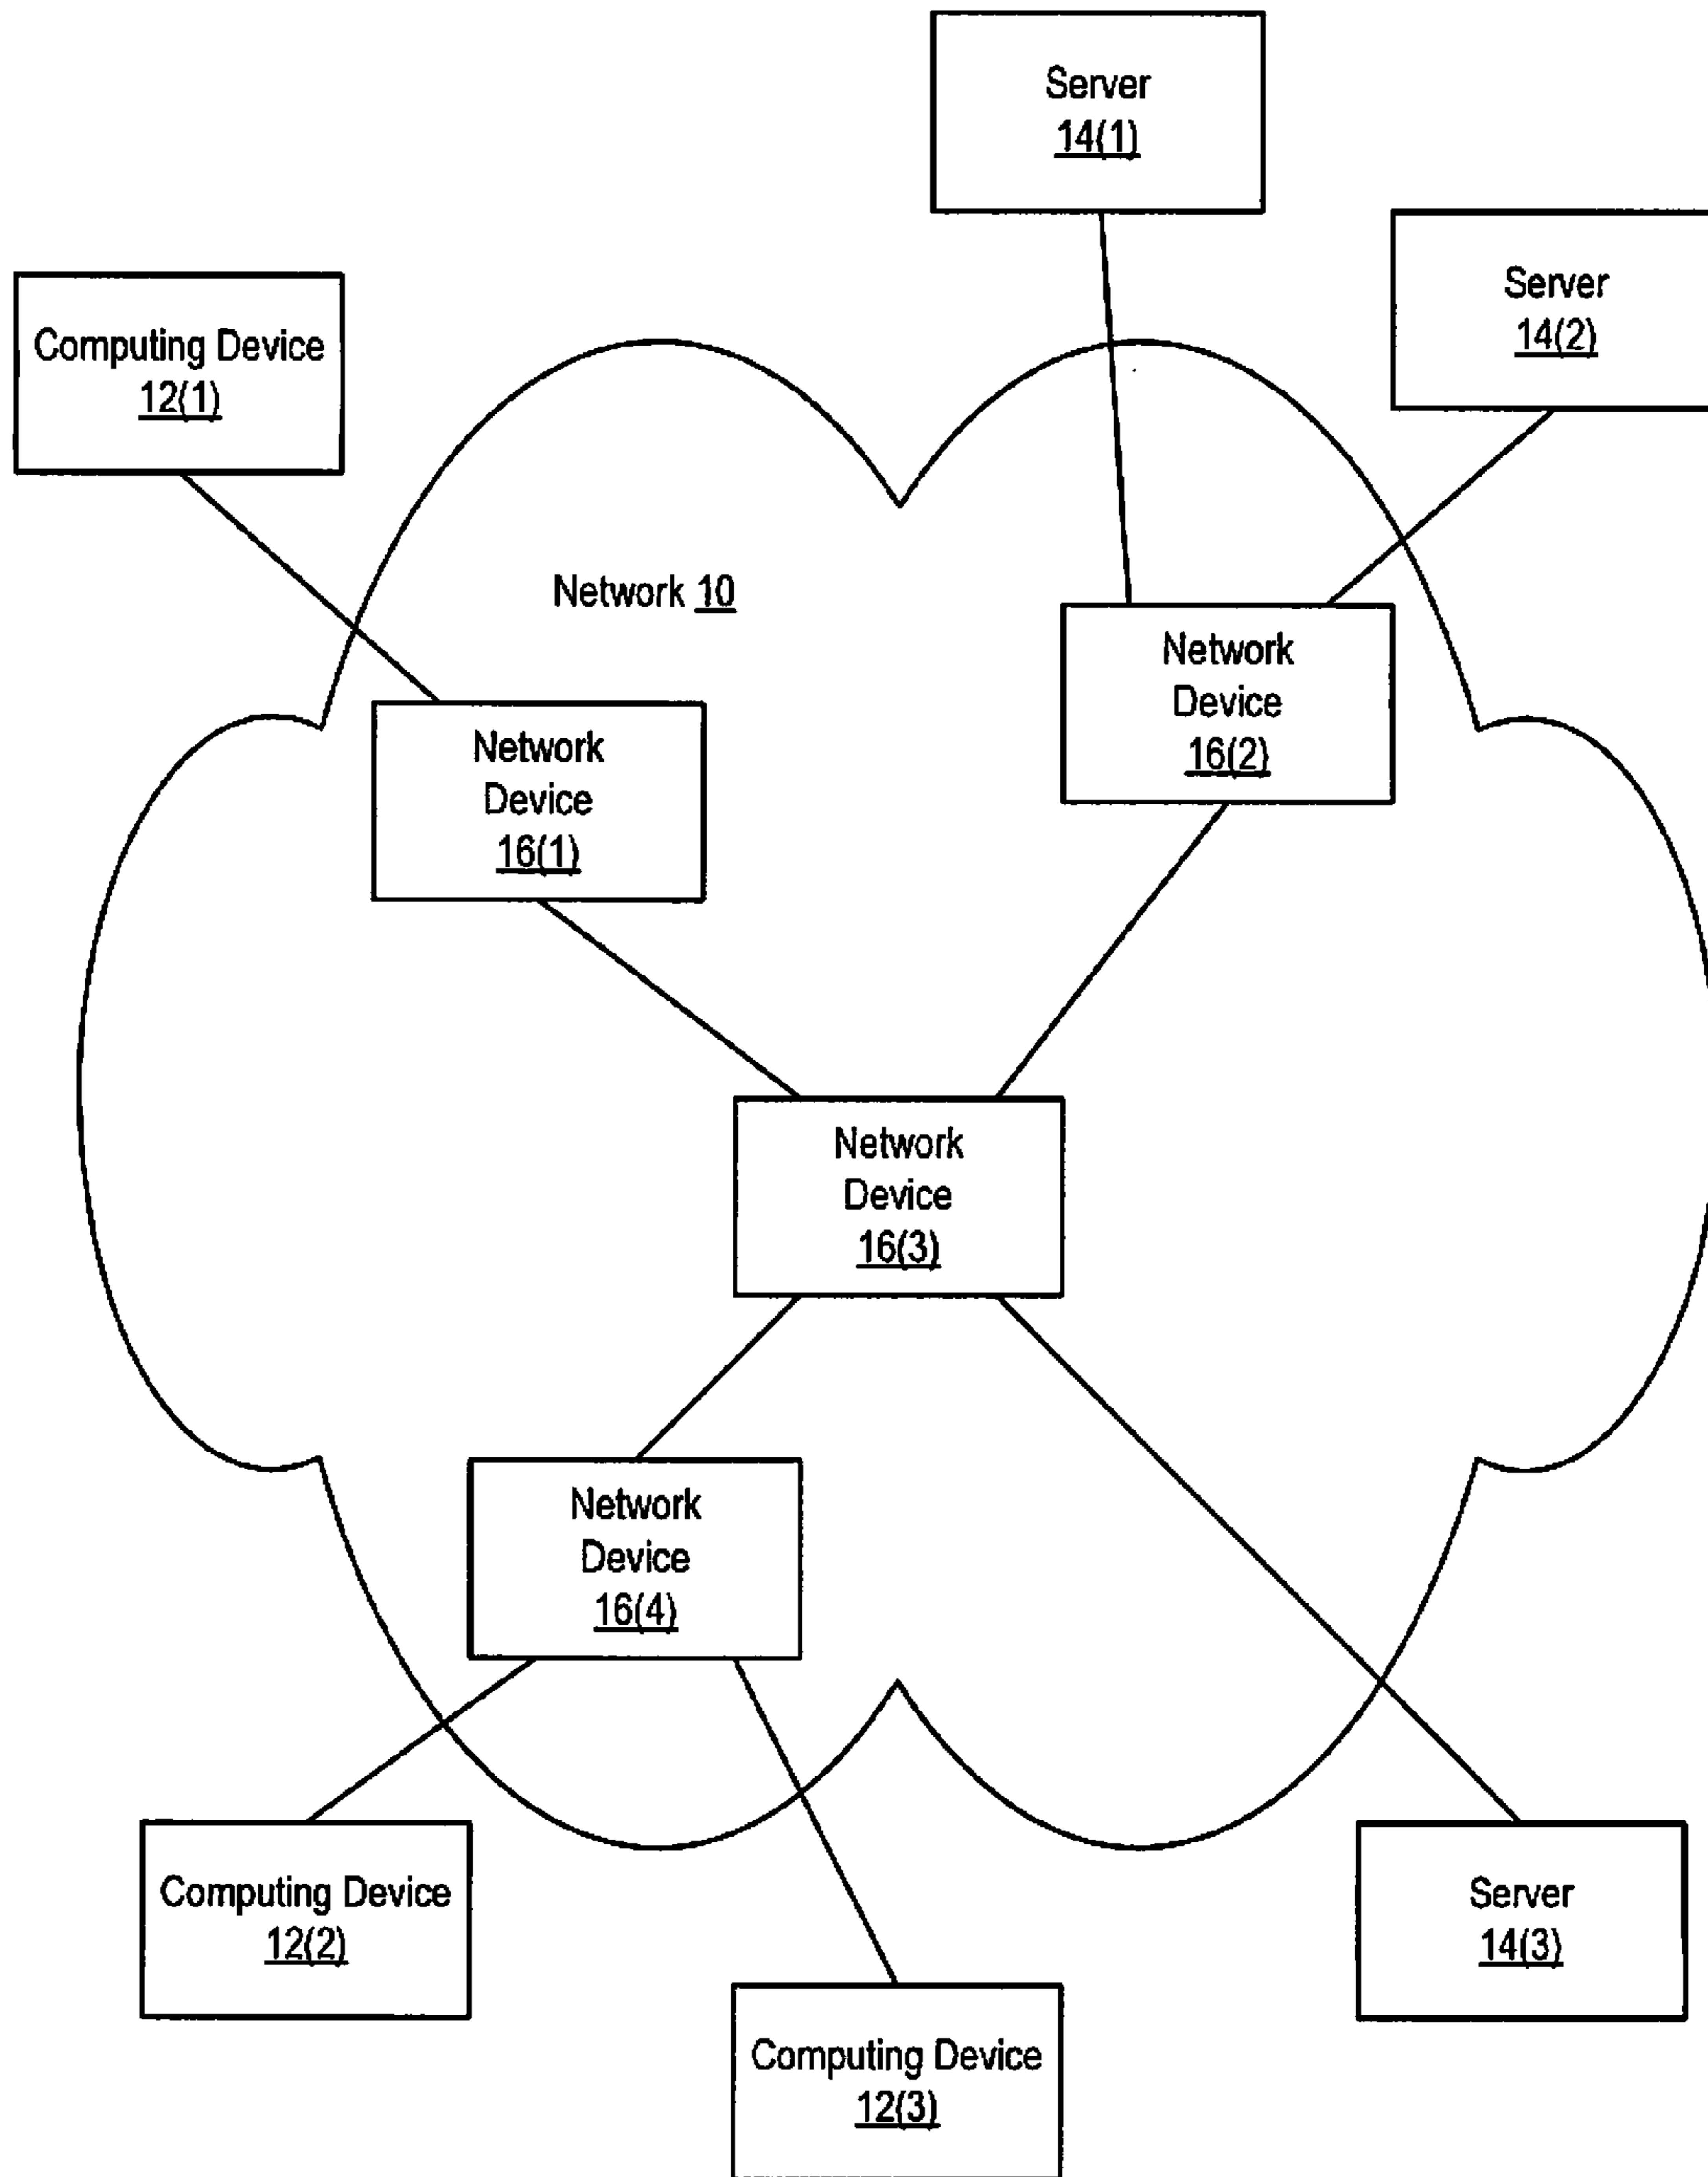 Server
14(1)
Server
14(2)
Computing Device
12(1)
Network 10
Network
Device
16(2)
Network
Device
16(1)
Network
Device
16(3)
Network
Device
16(4)
Computing Device
12(2)
Server
14(3)
Computing Device
12(3)